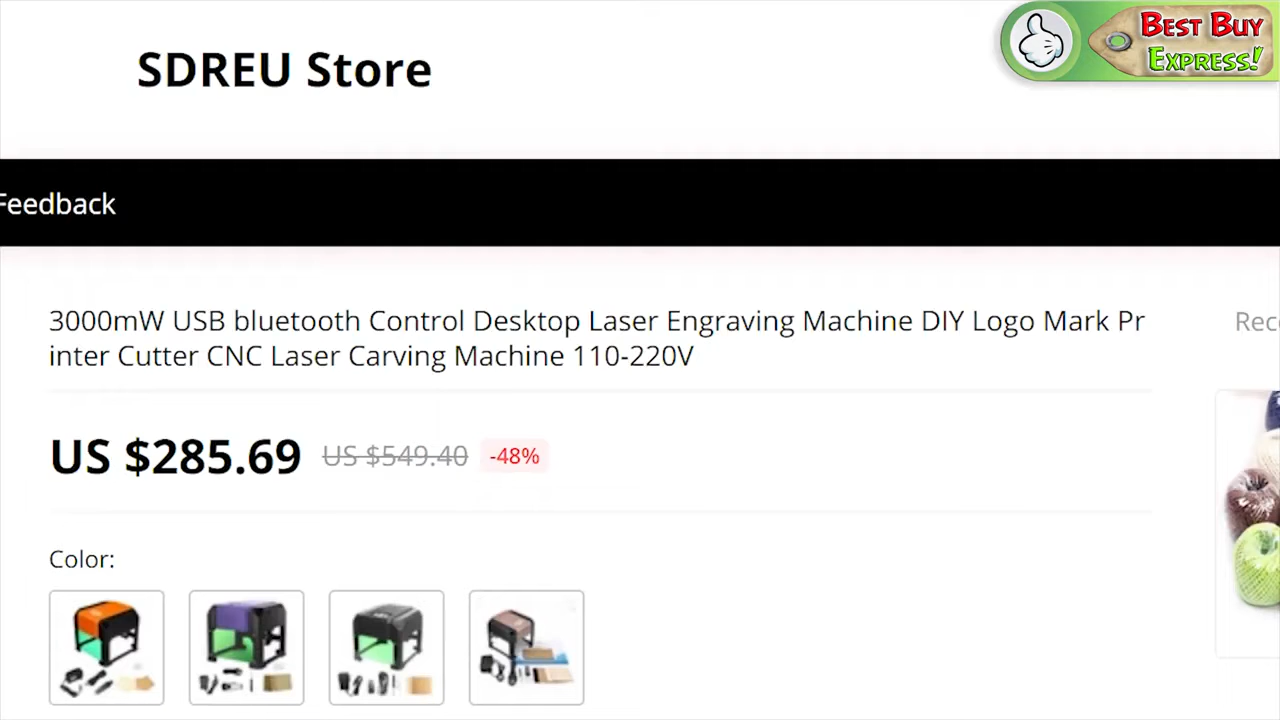 BEST BUY
EXPRESS!
SDREU Store
Feedback
3000mW USB bluetooth Control Desktop Laser Engraving Machine DIY Logo Mark Pr
inter Cutter CNC Laser Carving Machine 110-220V
Rec
US $285.69 US $549.40 -48%
Color: